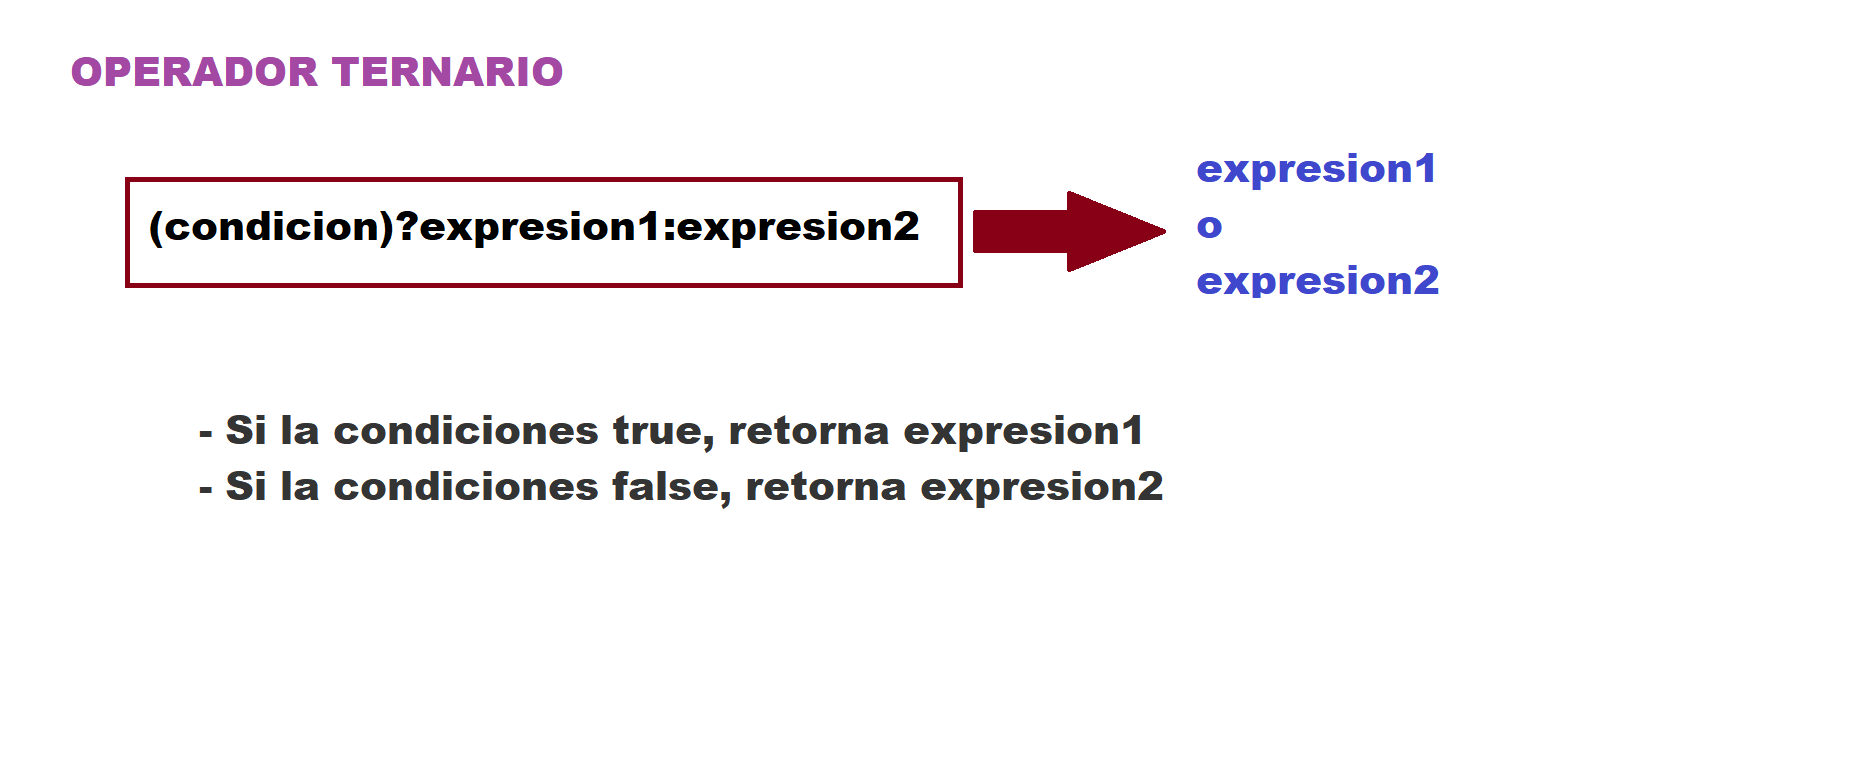 OPERADOR TERNARIO
(condicion)?expresion1:expresion2
expresion1
o
expresion2
- Si la condiciones true, retorna expresion1
- Si la condiciones false, retorna expresion2